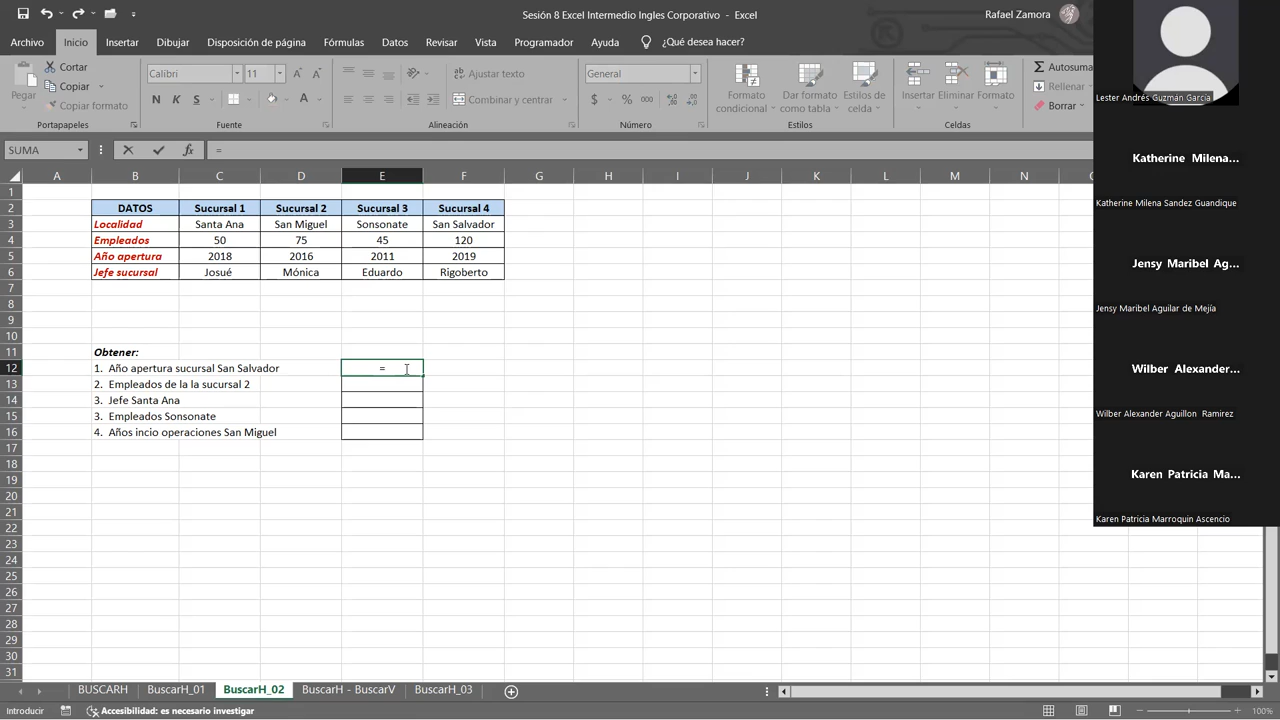 Sesión 8 Excel Intermedio Ingles Corporativo - Excel
Rafael Zamora
Archivo Inicio Insertar Dibujar Disposición de página Fórmulas Datos Revisar Vista Programador Ayuda ¿Qué desea hacer?
Pegar
Cortar
Copiar
Copiar formato
Calibri 11
N K S
Ajustar texto
Combinar y centrar
General
$ % 000
Formato condicional
Dar formato como tabla
Estilos de celda
Insertar Eliminar Formato
Autosuma
Rellenar
Borrar
Portapapeles Fuente Alineación Número Estilos Celdas
SUMA fx =
A B C D E F G H I J K L M N
1
2 DATOS Sucursal 1 Sucursal 2 Sucursal 3 Sucursal 4
3 Localidad Santa Ana San Miguel Sonsonate San Salvador
4 Empleados 50 75 45 120
5 Año apertura 2018 2016 2011 2019
6 Jefe sucursal Josué Mónica Eduardo Rigoberto
7
8
9
10
11 Obtener:
12 1. Año apertura sucursal San Salvador =
13 2. Empleados de la la sucursal 2
14 3. Jefe Santa Ana
15 3. Empleados Sonsonate
16 4. Años incio operaciones San Miguel
17
18
19
20
21
22
23
24
25
26
27
28
29
30
31
BUSCARH BuscarH_01 BuscarH_02 BuscarH - BuscarV BuscarH_03
Introducir Accesibilidad: es necesario investigar 100%
Lester Andrés Guzmán García
Katherine Milena...
Katherine Milena Sandez Guandique
Jensy Maribel Ag...
Jensy Maribel Aguilar de Mejía
Wilber Alexander...
Wilber Alexander Aguillon Ramirez
Karen Patricia Ma...
Karen Patricia Marroquin Ascencio